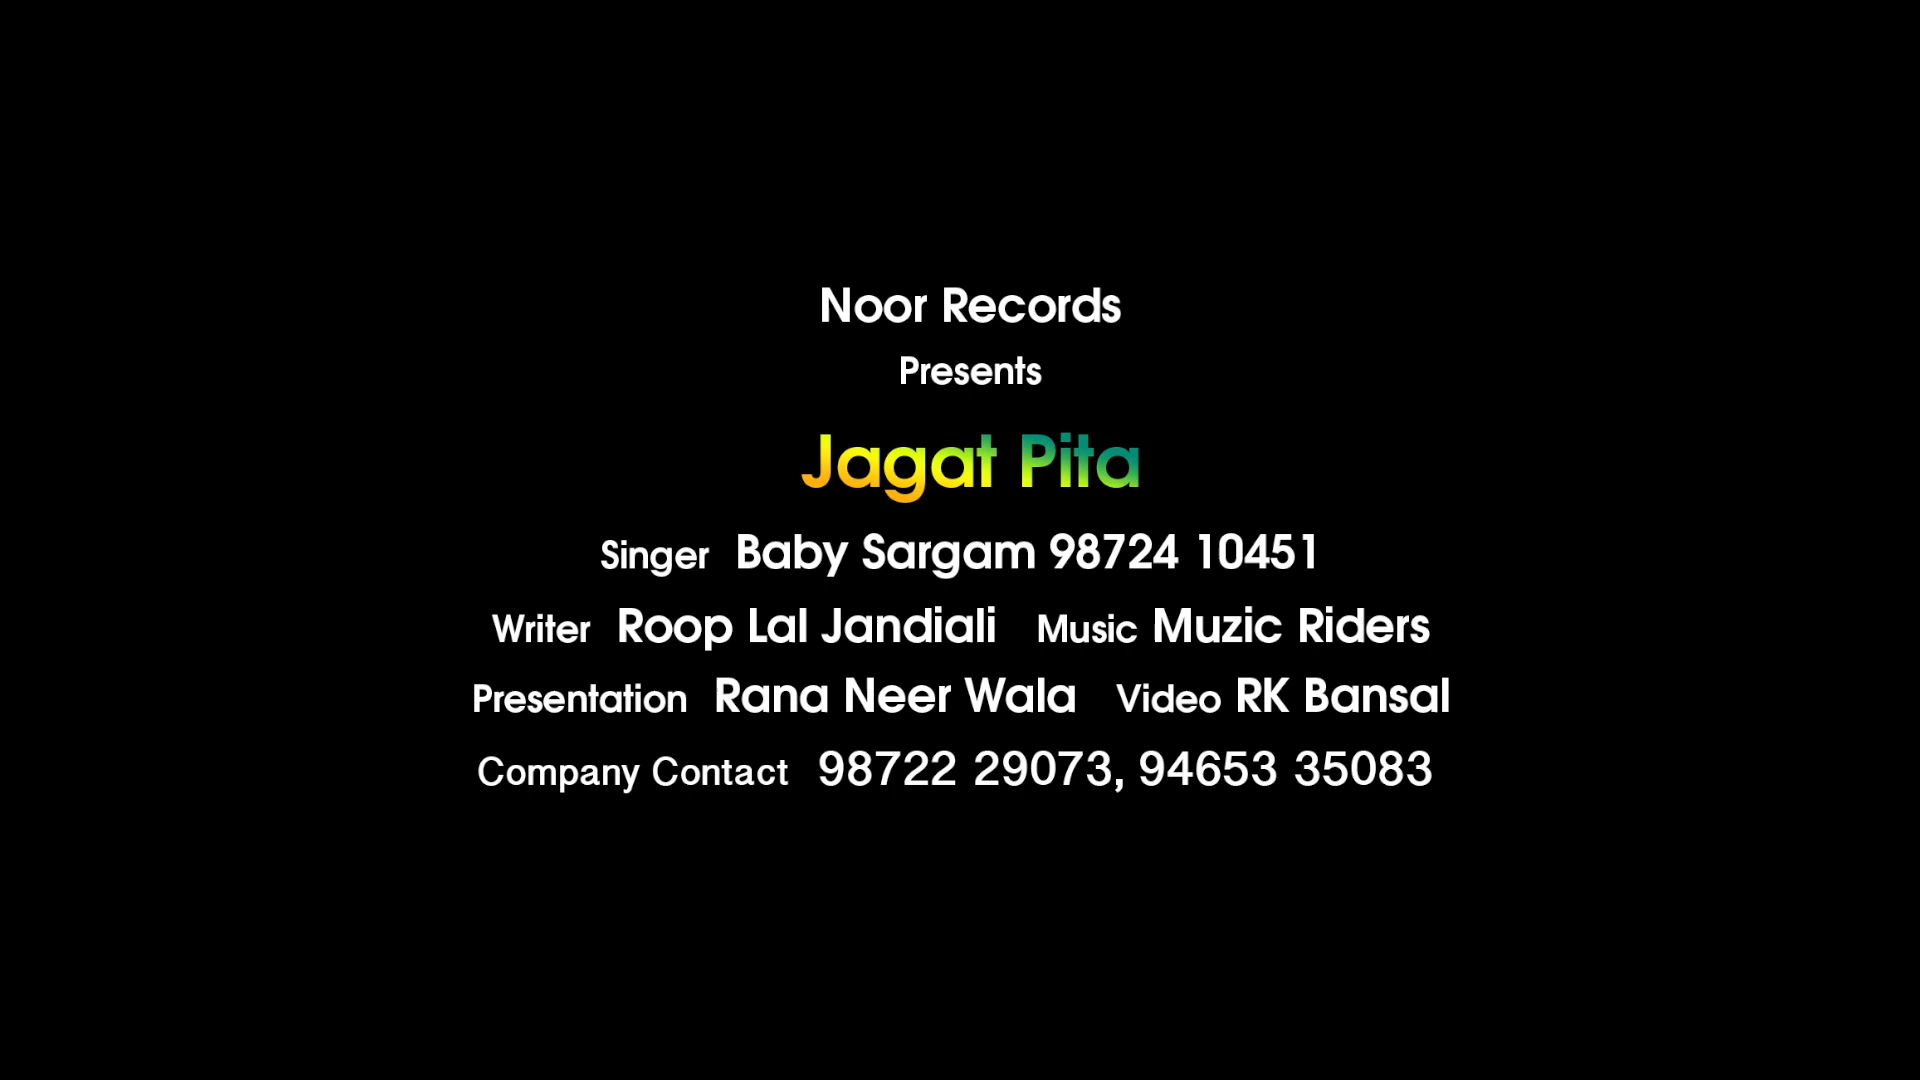 Noor Records
Presents
Jagat Pita
Singer Baby Sargam 98724 10451
Writer Roop Lal Jandiali Music Muzic Riders
Presentation Rana Neer Wala Video RK Bansal
Company Contact 98722 29073, 94653 35083